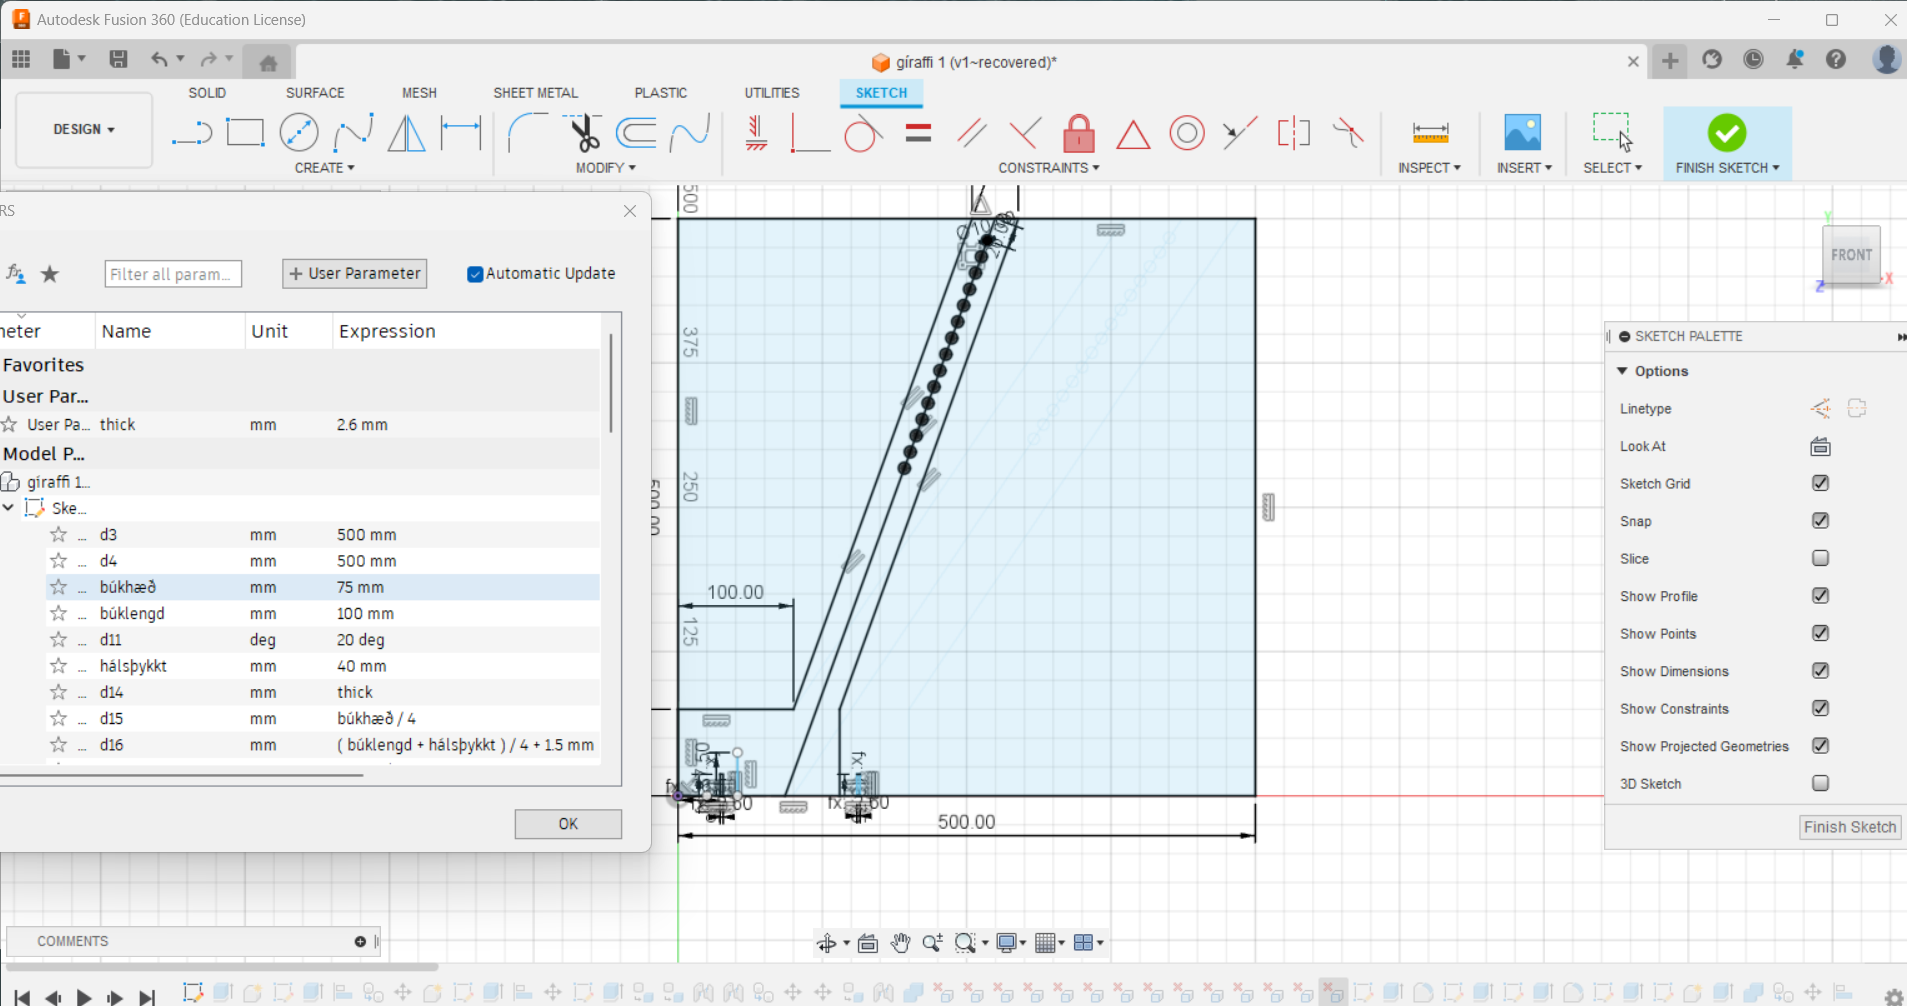 Autodesk Fusion 360 (Education License)
gíraffi 1 (v1~recovered)*
SOLID SURFACE MESH SHEET METAL PLASTIC UTILITIES SKETCH
DESIGN
CREATE MODIFY CONSTRAINTS INSPECT INSERT SELECT FINISH SKETCH
RS
Filter all param...
+ User Parameter
Automatic Update
neter Name Unit Expression
Favorites
User Par...
User Pa... thick mm 2.6 mm
Model P...
gíraffi 1...
Ske...
... d3 mm 500 mm
... d4 mm 500 mm
... búkhæð mm 75 mm
... búklengd mm 100 mm
... d11 deg 20 deg
... hálsþykkt mm 40 mm
... d14 mm thick
... d15 mm búkhæð / 4
... d16 mm ( búklengd + hálsþykkt ) / 4 + 1.5 mm
OK
500
375
250
125
100.00
500.00
500.00
Y
FRONT
X
Z
SKETCH PALETTE
Options
Linetype
Look At
Sketch Grid
Snap
Slice
Show Profile
Show Points
Show Dimensions
Show Constraints
Show Projected Geometries
3D Sketch
Finish Sketch
COMMENTS